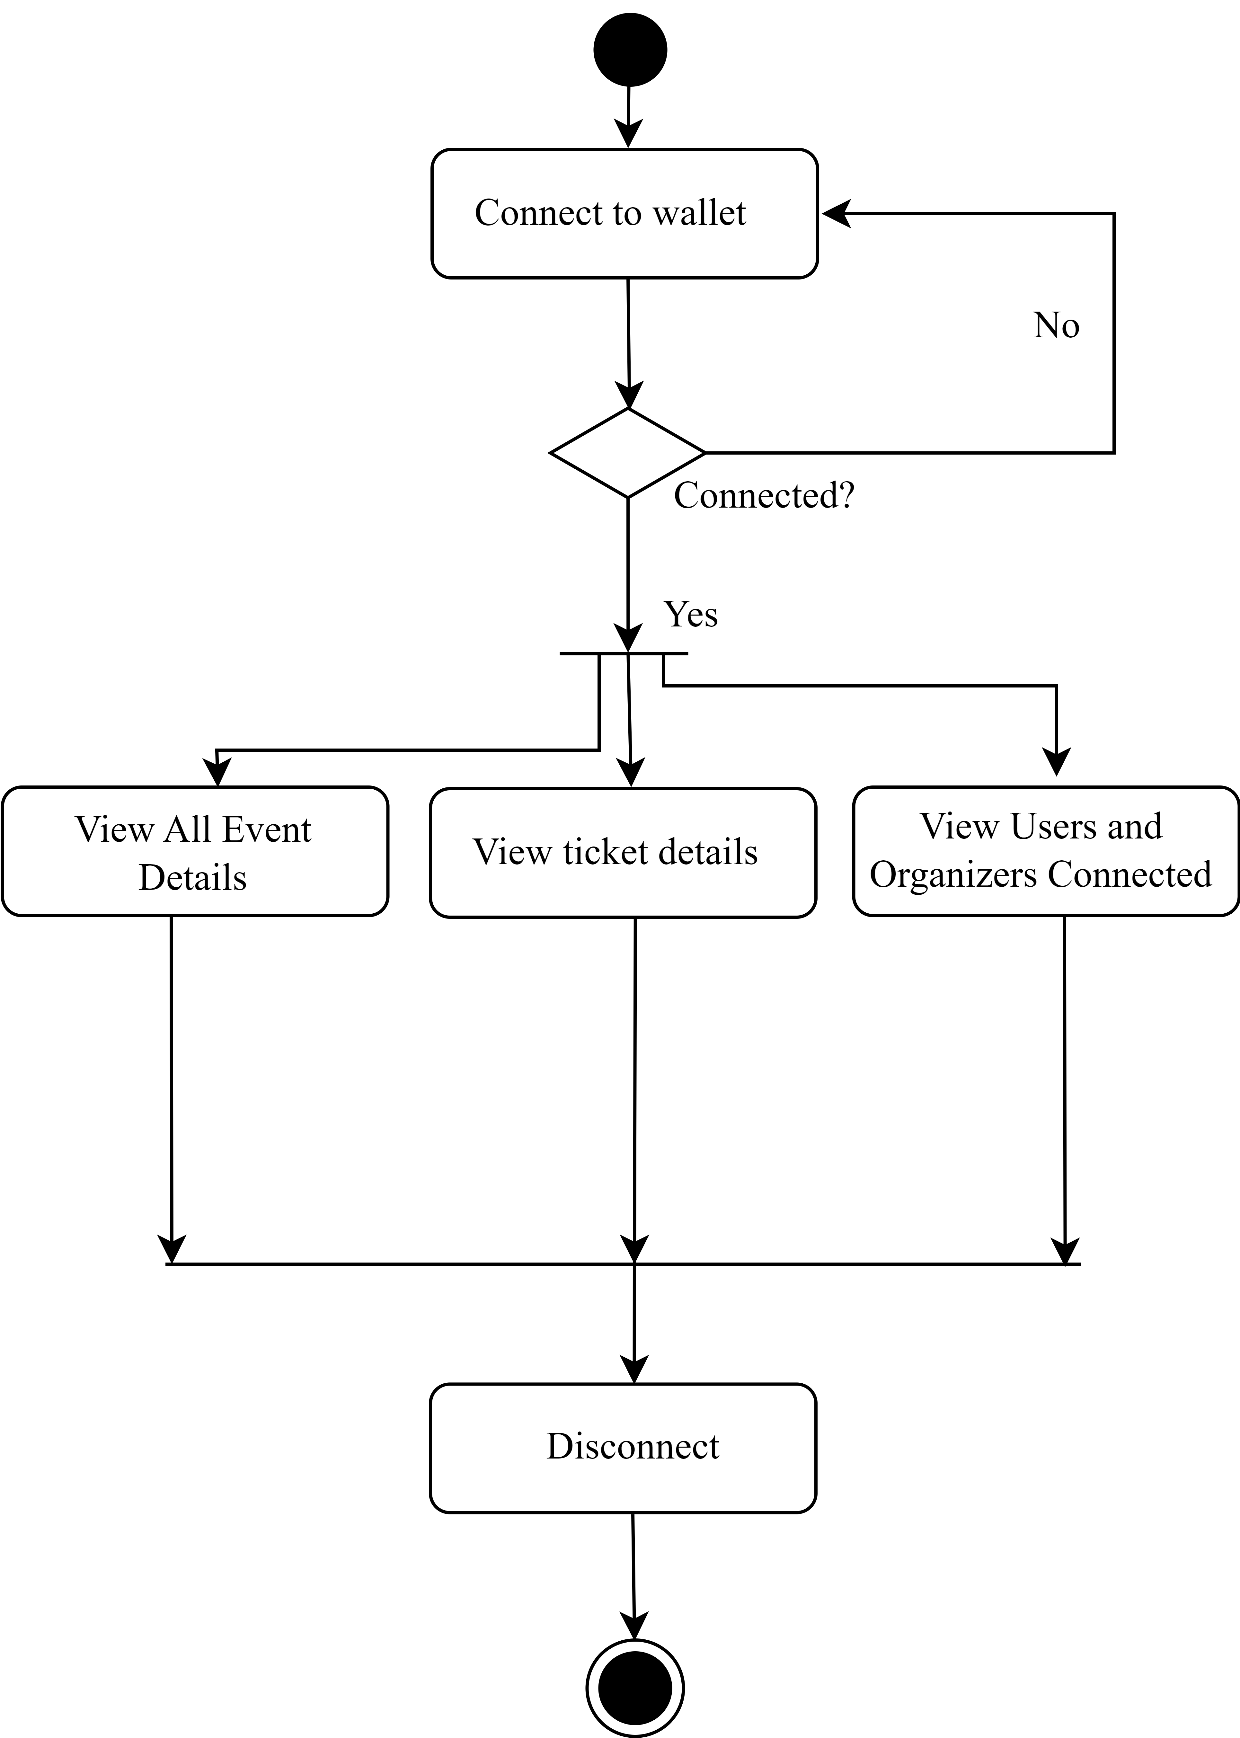 Connect to wallet
No
Connected?
Yes
View All Event
Details
View ticket details
View Users and
Organizers Connected
Disconnect